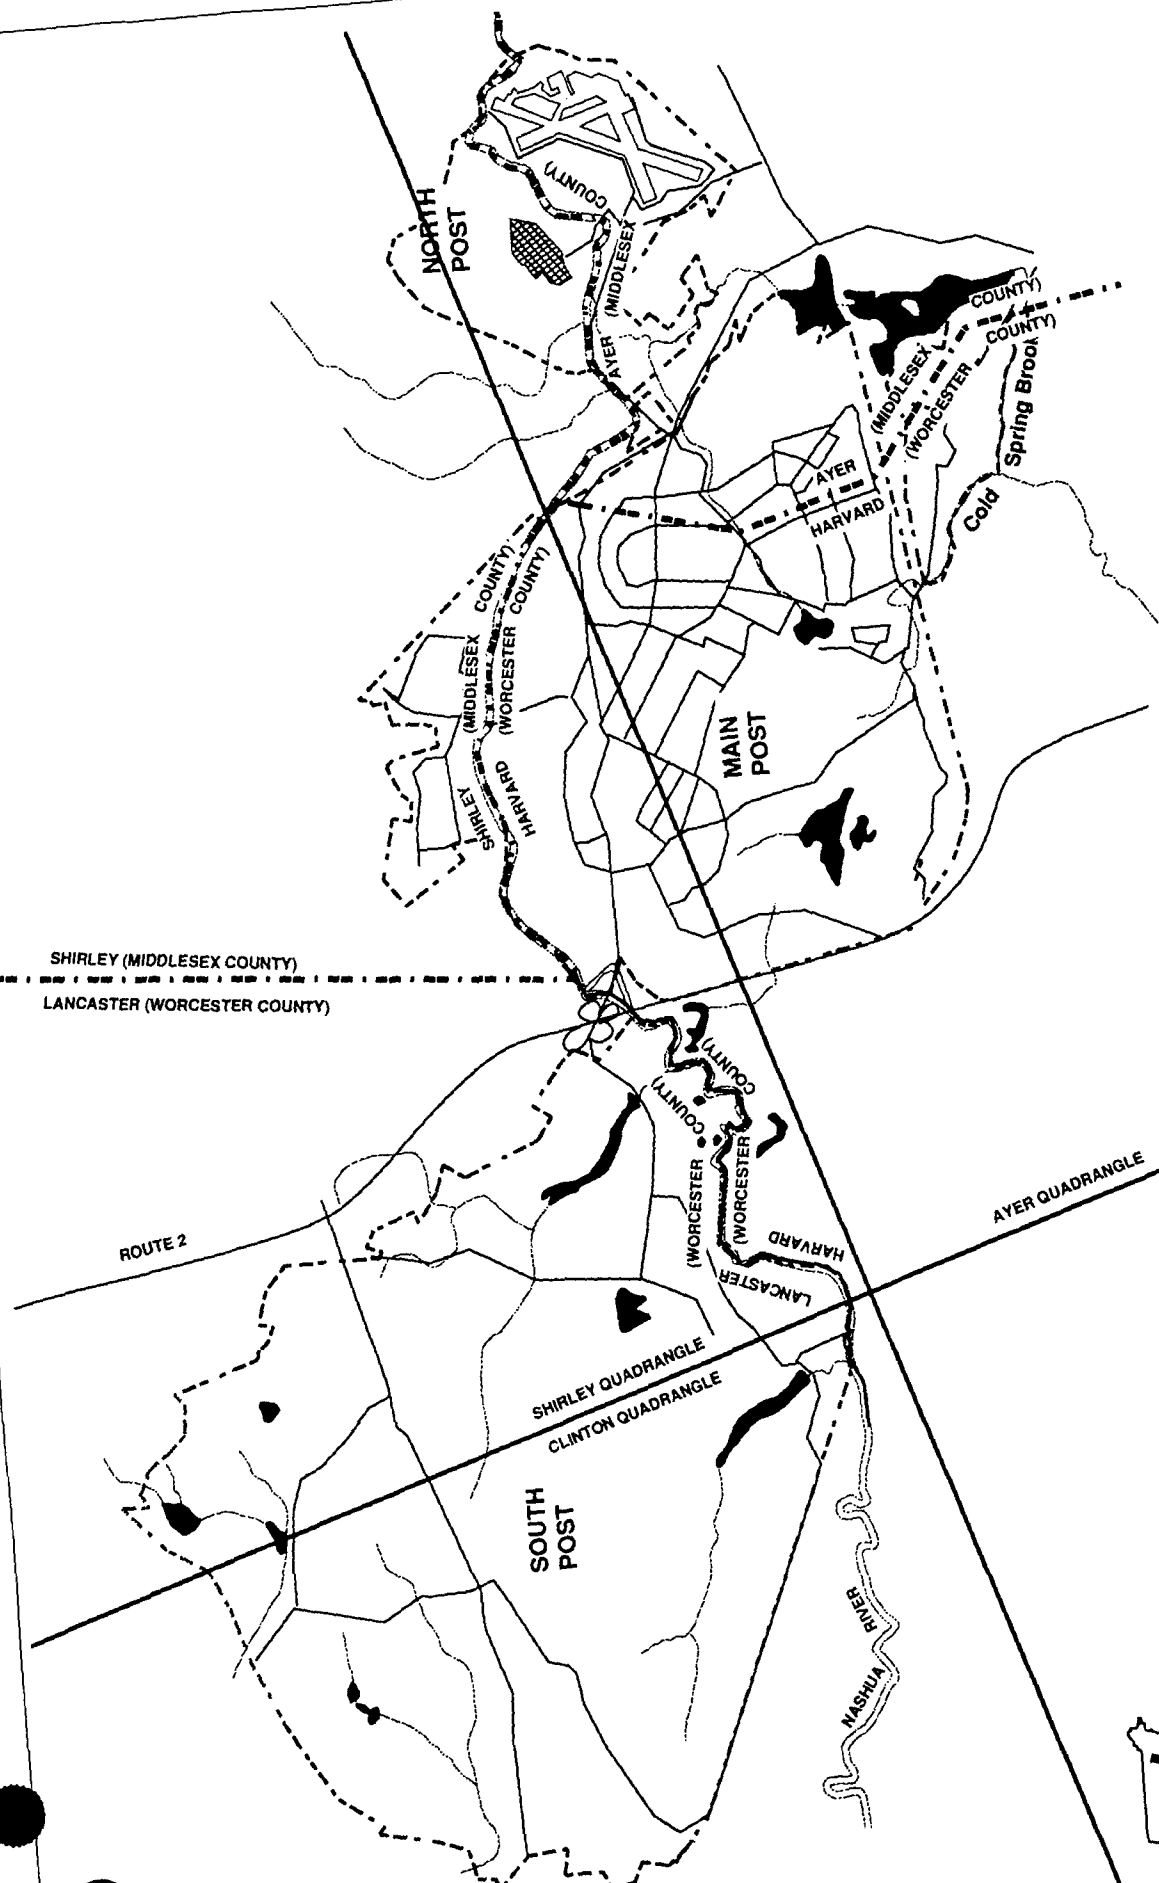 NORTH
POST
COUNTY)
AYER (MIDDLESEX
COUNTY)
COUNTY)
(MIDDLESEX
(WORCESTER
Cold Spring Brook
AYER
HARVARD
COUNTY)
COUNTY)
(MIDDLESEX
(WORCESTER
SHIRLEY
HARVARD
MAIN
POST
SHIRLEY (MIDDLESEX COUNTY)
LANCASTER (WORCESTER COUNTY)
COUNTY)
COUNTY)
(WORCESTER
(WORCESTER
HARVARD
LANCASTER
ROUTE 2
AYER QUADRANGLE
SHIRLEY QUADRANGLE
CLINTON QUADRANGLE
SOUTH
POST
NASHUA RIVER